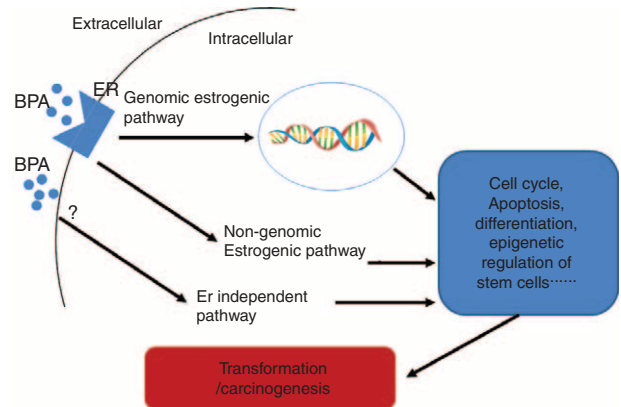 Extracellular
Intracellular
BPA
ER
Genomic estrogenic
pathway
BPA
?
Non-genomic
Estrogenic pathway
Er independent
pathway
Cell cycle,
Apoptosis,
differentiation,
epigenetic
regulation of
stem cells······
Transformation
/carcinogenesis